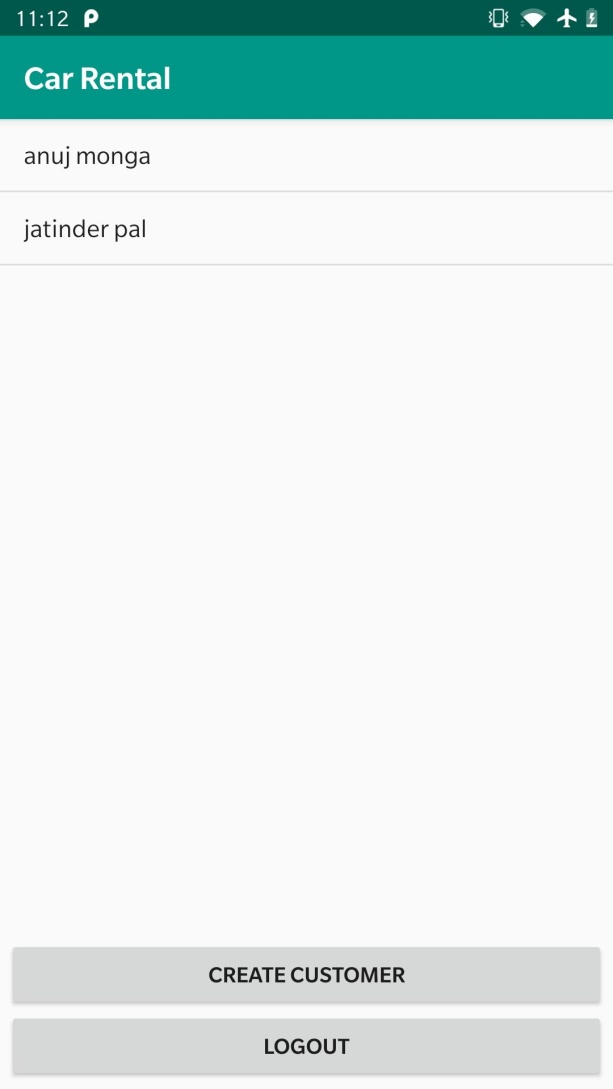 11:12
Car Rental
anuj monga
jatinder pal
CREATE CUSTOMER
LOGOUT